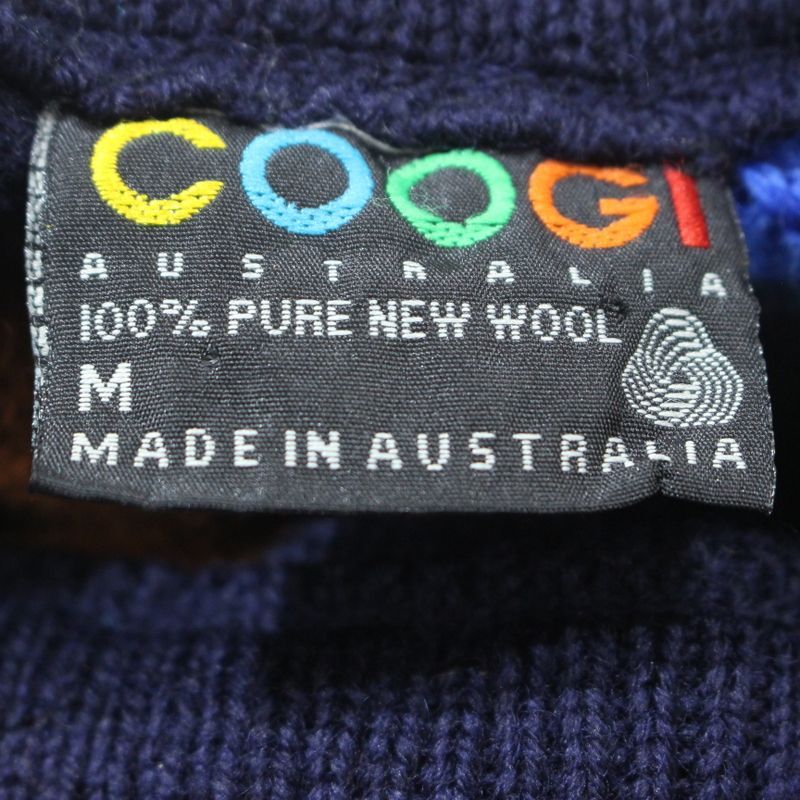 COOGI
AUSTRALIA
100% PURE NEW WOOL
M
MADE IN AUSTRALIA